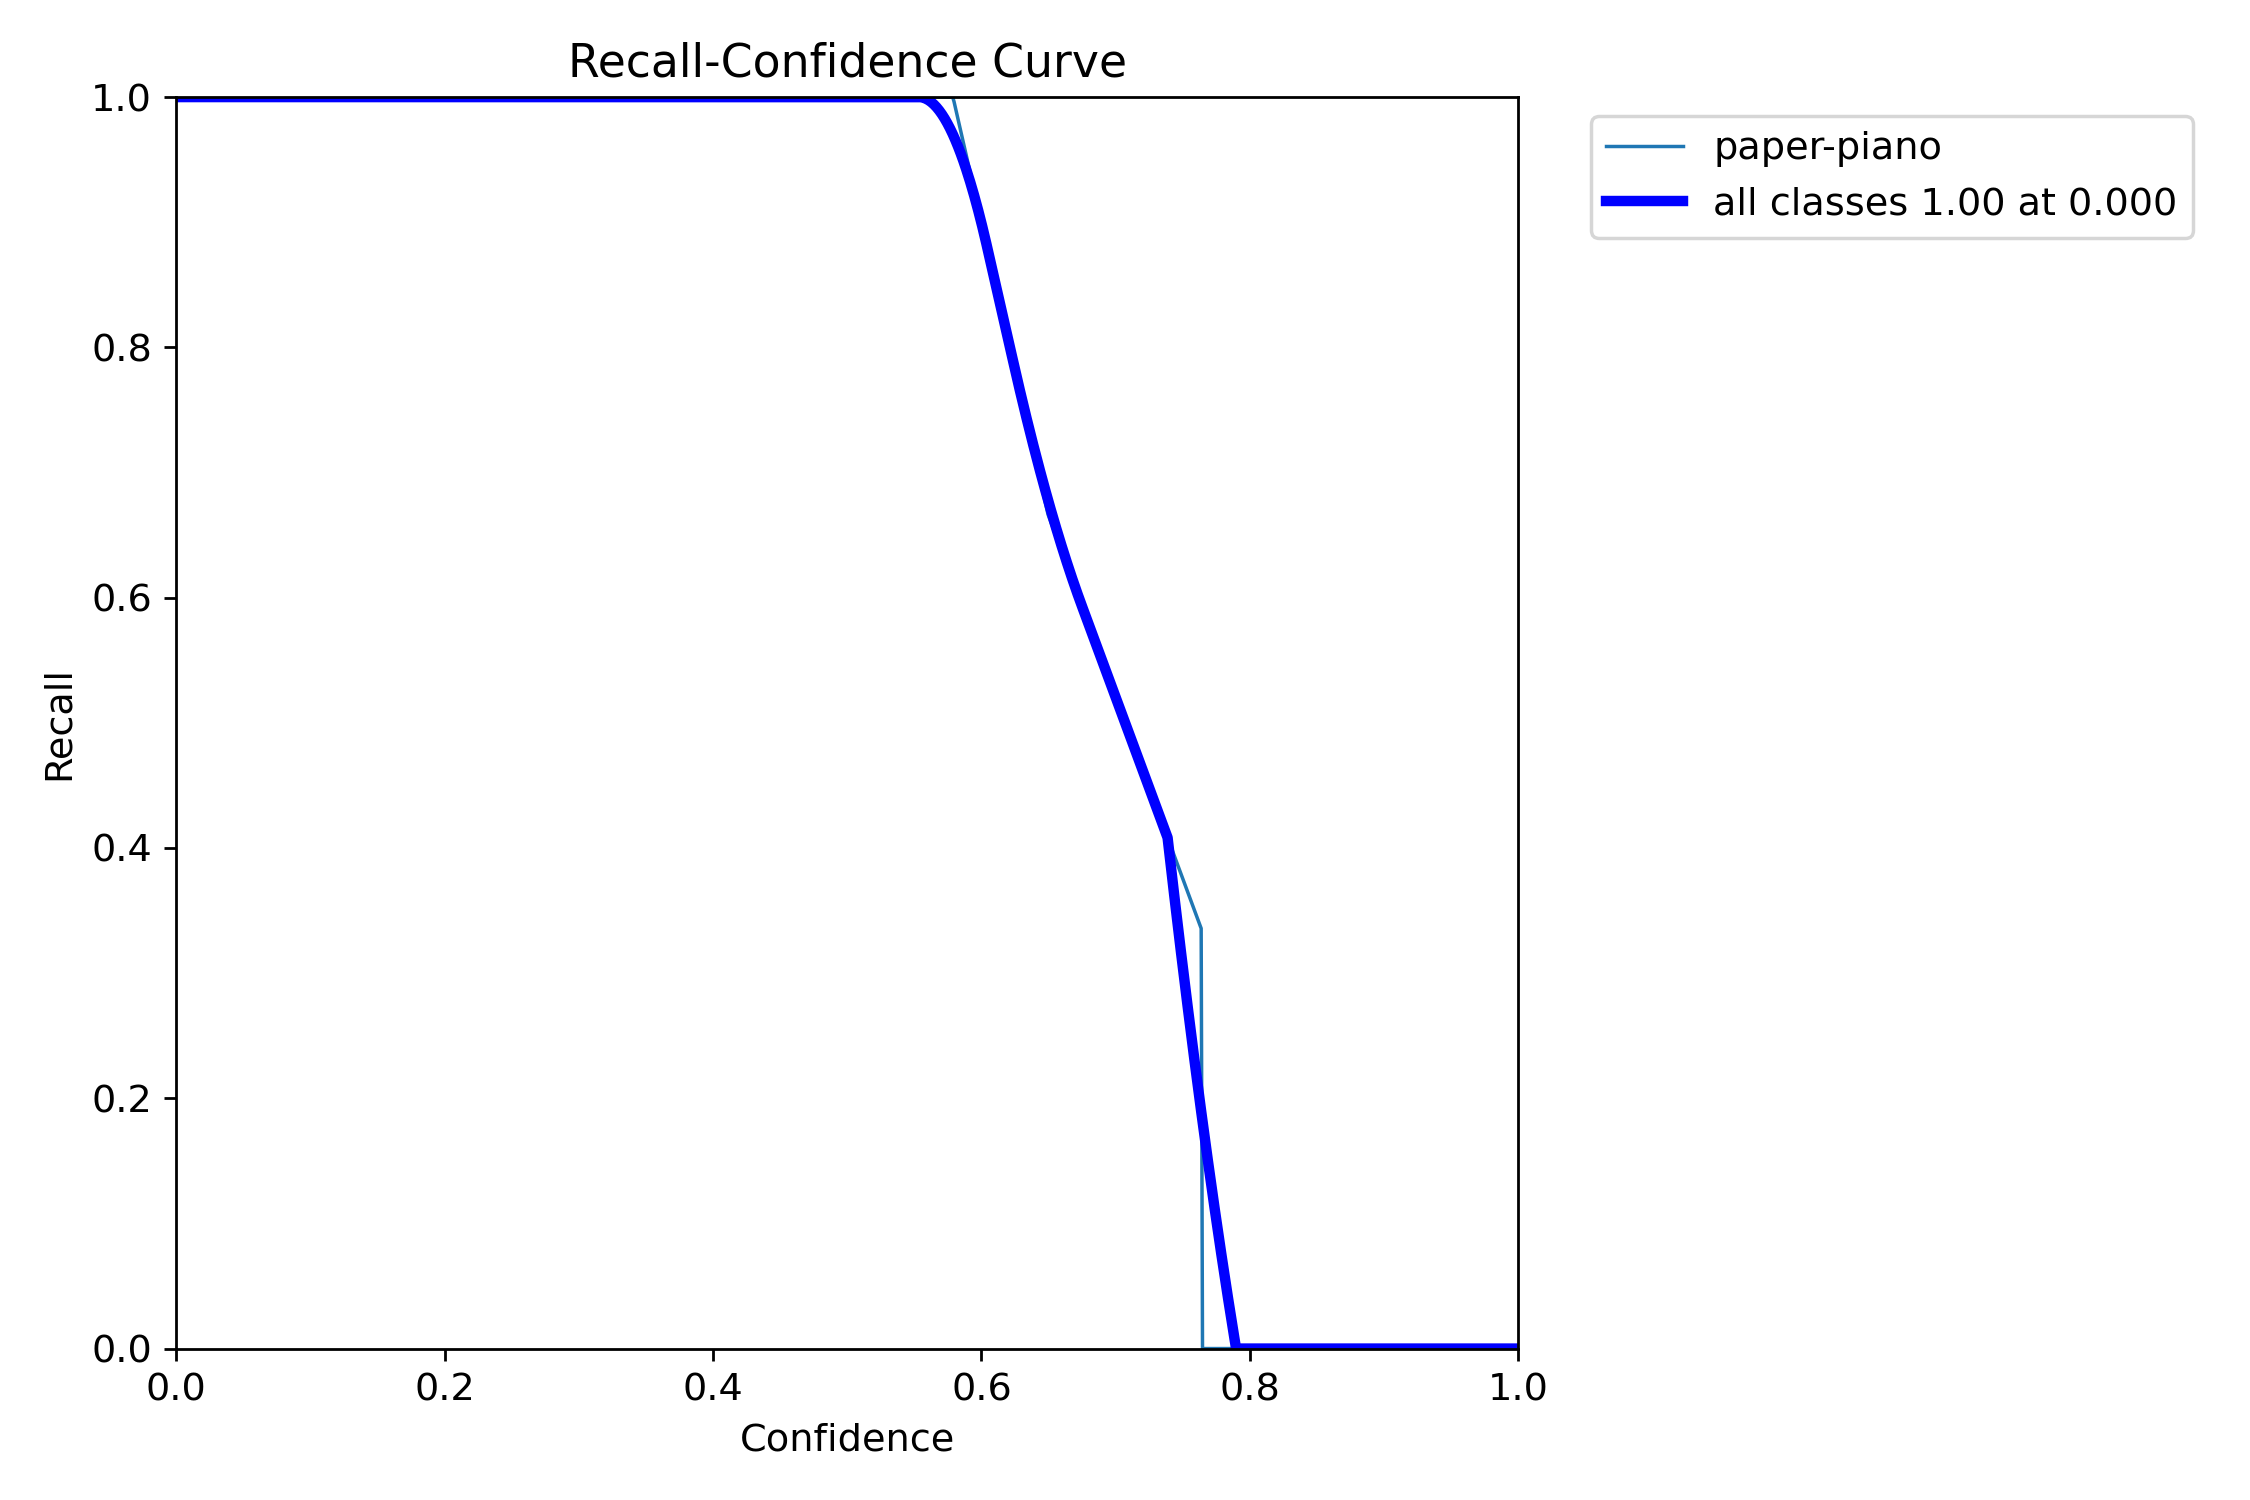 Recall-Confidence Curve
1.0
0.8
0.6
0.4
0.2
0.0
Recall
0.0 0.2 0.4 0.6 0.8 1.0
Confidence
paper-piano
all classes 1.00 at 0.000